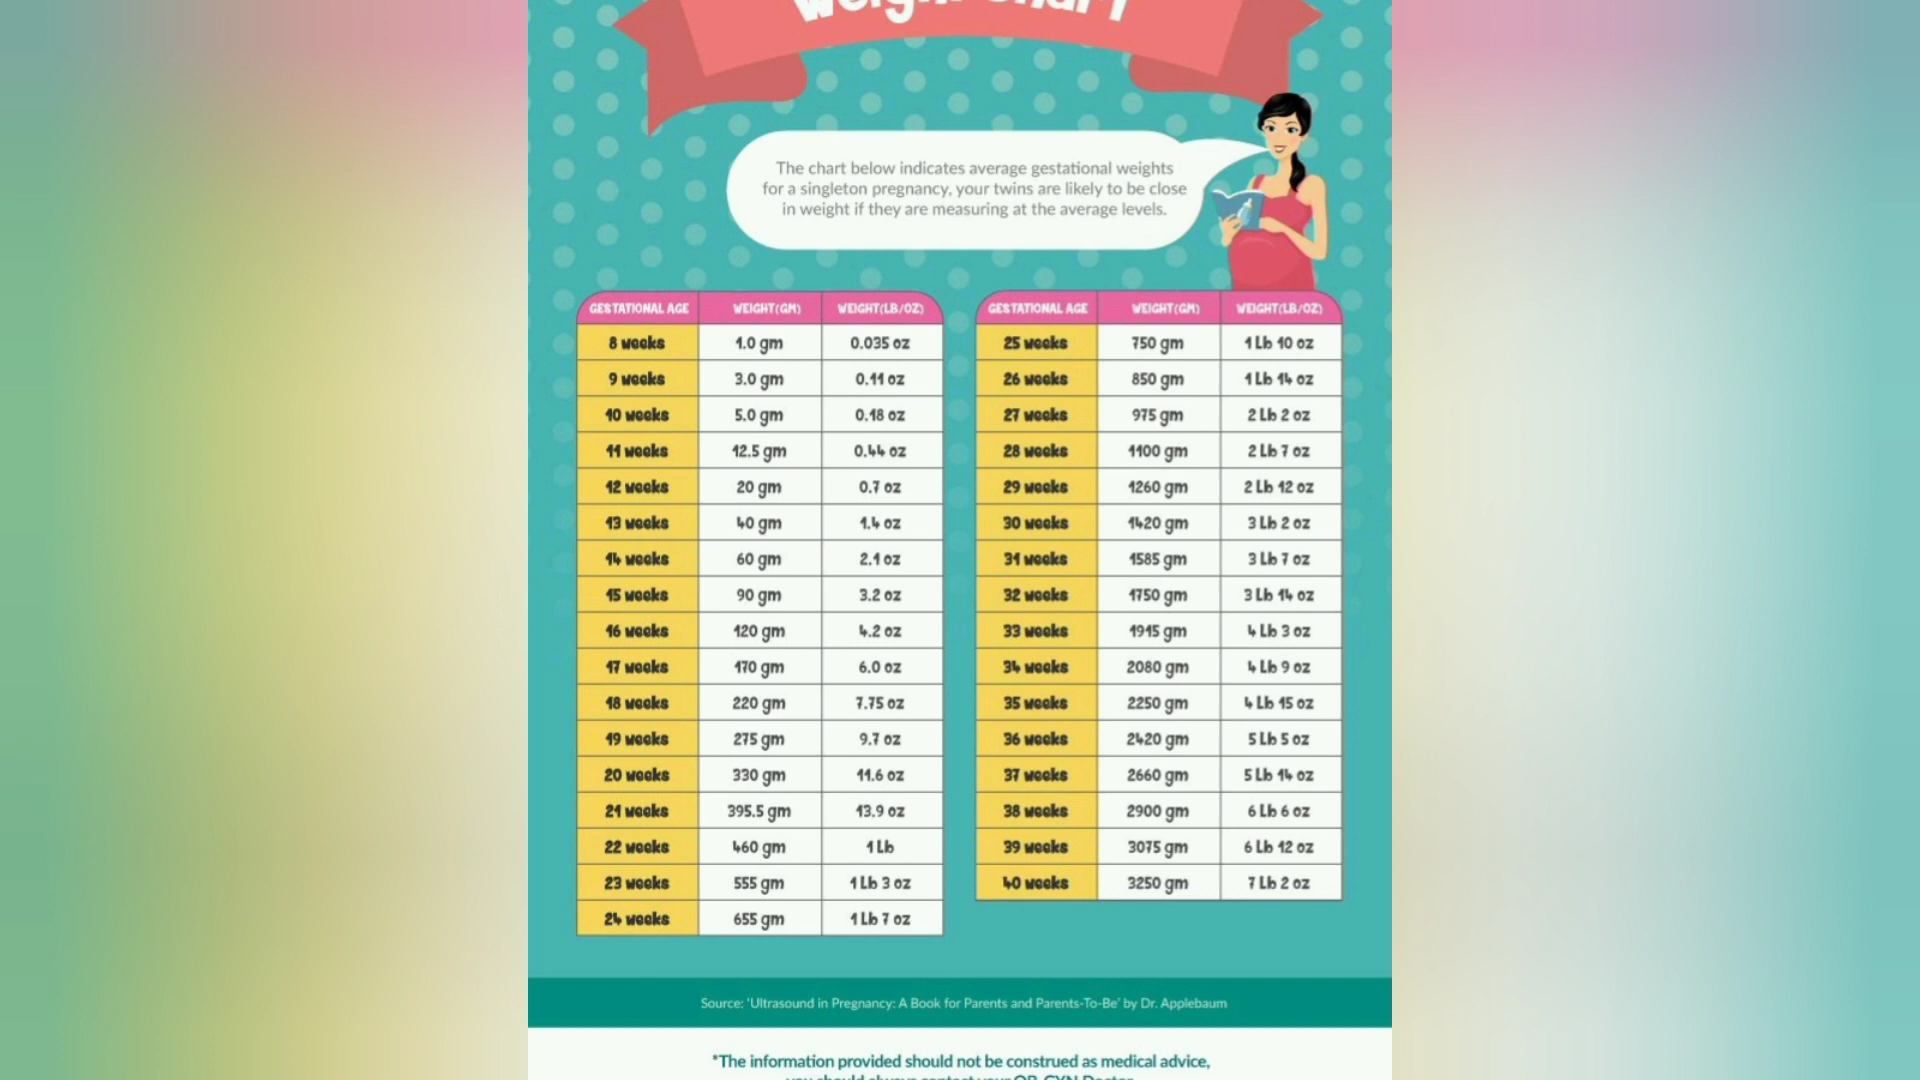 Weight Chart
The chart below indicates average gestational weights
for a singleton pregnancy, your twins are likely to be close
in weight if they are measuring at the average levels.
GESTATIONAL AGE WEIGHT(GM) WEIGHT(LB/OZ)
8 weeks 1.0 gm 0.035 oz
9 weeks 3.0 gm 0.11 oz
10 weeks 5.0 gm 0.18 oz
11 weeks 12.5 gm 0.44 oz
12 weeks 20 gm 0.7 oz
13 weeks 40 gm 1.4 oz
14 weeks 60 gm 2.1 oz
15 weeks 90 gm 3.2 oz
16 weeks 120 gm 4.2 oz
17 weeks 170 gm 6.0 oz
18 weeks 220 gm 7.75 oz
19 weeks 275 gm 9.7 oz
20 weeks 330 gm 11.6 oz
21 weeks 395.5 gm 13.9 oz
22 weeks 460 gm 1 Lb
23 weeks 555 gm 1 Lb 3 oz
24 weeks 655 gm 1 Lb 7 oz
GESTATIONAL AGE WEIGHT(GM) WEIGHT(LB/OZ)
25 weeks 750 gm 1 Lb 10 oz
26 weeks 850 gm 1 Lb 14 oz
27 weeks 975 gm 2 Lb 2 oz
28 weeks 1100 gm 2 Lb 7 oz
29 weeks 1260 gm 2 Lb 12 oz
30 weeks 1420 gm 3 Lb 2 oz
31 weeks 1585 gm 3 Lb 7 oz
32 weeks 1750 gm 3 Lb 14 oz
33 weeks 1915 gm 4 Lb 3 oz
34 weeks 2080 gm 4 Lb 9 oz
35 weeks 2250 gm 4 Lb 15 oz
36 weeks 2420 gm 5 Lb 5 oz
37 weeks 2660 gm 5 Lb 14 oz
38 weeks 2900 gm 6 Lb 6 oz
39 weeks 3075 gm 6 Lb 12 oz
40 weeks 3250 gm 7 Lb 2 oz
Source: ‘Ultrasound in Pregnancy: A Book for Parents and Parents-To-Be’ by Dr. Applebaum
*The information provided should not be construed as medical advice,
you should always contact your OB-GYN Doctor